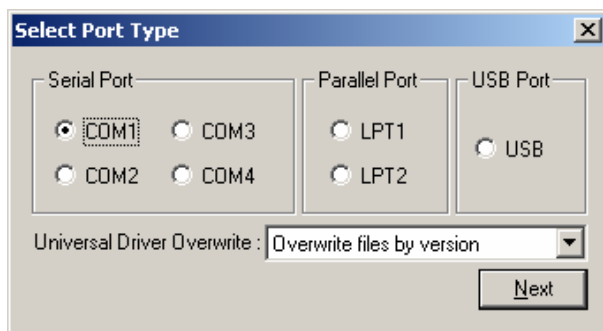 Select Port Type
Serial Port Parallel Port USB Port
COM1 COM3 LPT1 USB
COM2 COM4 LPT2
Universal Driver Overwrite : Overwrite files by version
Next